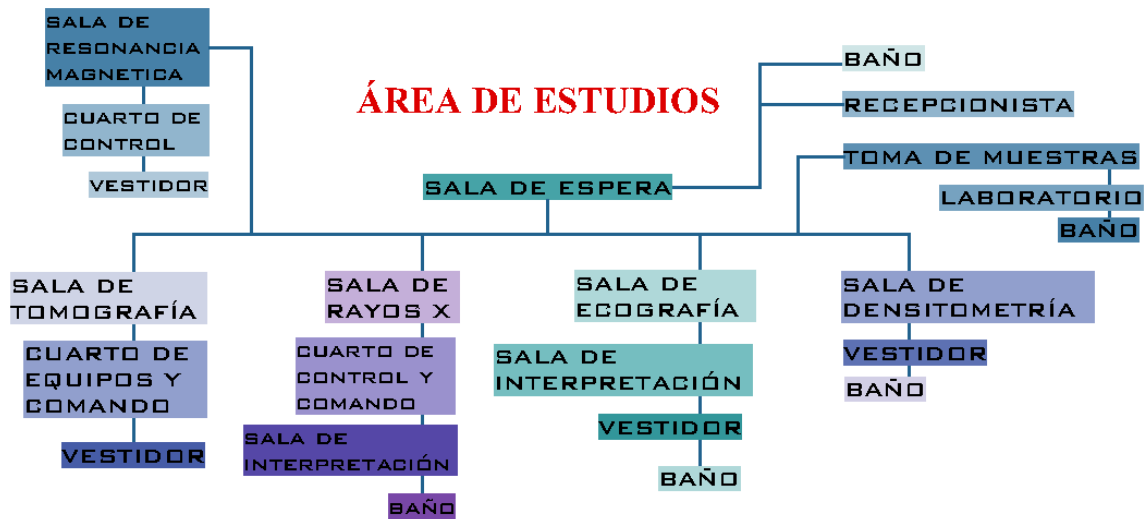 SALA DE
RESONANCIA
MAGNETICA
CUARTO DE
CONTROL
VESTIDOR
ÁREA DE ESTUDIOS
BAÑO
RECEPCIONISTA
TOMA DE MUESTRAS
LABORATORIO
BAÑO
SALA DE ESPERA
SALA DE
TOMOGRAFÍA
CUARTO DE
EQUIPOS Y
COMANDO
VESTIDOR
SALA DE
RAYOS X
CUARTO DE
CONTROL Y
COMANDO
SALA DE
INTERPRETACIÓN
BAÑO
SALA DE
ECOGRAFÍA
SALA DE
INTERPRETACIÓN
VESTIDOR
BAÑO
SALA DE
DENSITOMETRÍA
VESTIDOR
BAÑO